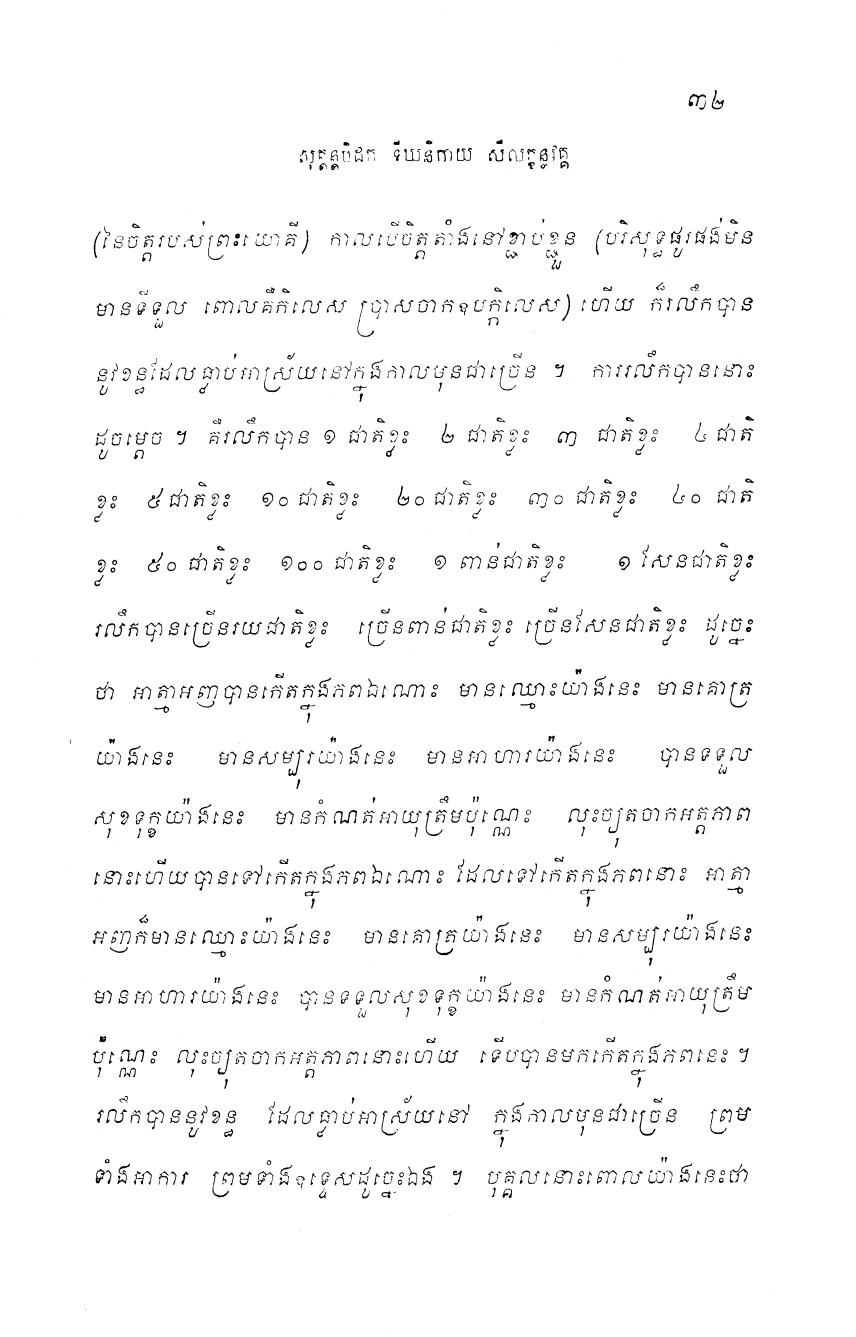 ៣២
សុត្តន្តបិដក ទីឃនិកាយ សីលក្ខន្ធវគ្គ
(នៃចិត្តរបស់ព្រះយោគី) កាលបើចិត្តតាំងនៅខ្ជាប់ខ្ជួន (បរិសុទ្ធផូរផង់មិន
មានទីទួល ពោលគឺកិលេស ប្រាសចាកឧបក្កិលេស) ហើយ ក៏រលឹកបាន
នូវខន្ធដែលធ្លាប់អាស្រ័យនៅក្នុងកាលមុនជាច្រើន ។ ការរលឹកបាននោះ
ដូចម្តេច ។ គឺរលឹកបាន ១ ជាតិខ្លះ ២ ជាតិខ្លះ ៣ ជាតិខ្លះ ៤ ជាតិ
ខ្លះ ៥ ជាតិខ្លះ ១០ ជាតិខ្លះ ២០ ជាតិខ្លះ ៣០ ជាតិខ្លះ ៤០ ជាតិ
ខ្លះ ៥០ ជាតិខ្លះ ១០០ ជាតិខ្លះ ១ ពាន់ជាតិខ្លះ ១ សែនជាតិខ្លះ
រលឹកបានច្រើនរយជាតិខ្លះ ច្រើនពាន់ជាតិខ្លះ ច្រើនសែនជាតិខ្លះ ដូច្នេះ
ថា អាត្មាអញបានកើតក្នុងភពឯណោះ មានឈ្មោះយ៉ាងនេះ មានគោត្រ
យ៉ាងនេះ មានសម្បុរយ៉ាងនេះ មានអាហារយ៉ាងនេះ បានទទួល
សុខទុក្ខយ៉ាងនេះ មានកំណត់អាយុត្រឹមប៉ុណ្ណេះ លុះច្យុតចាកអត្តភាព
នោះហើយបានទៅកើតក្នុងភពឯណោះ ដែលទៅកើតក្នុងភពនោះ អាត្មា
អញក៏មានឈ្មោះយ៉ាងនេះ មានគោត្រយ៉ាងនេះ មានសម្បុរយ៉ាងនេះ
មានអាហារយ៉ាងនេះ បានទទួលសុខទុក្ខយ៉ាងនេះ មានកំណត់អាយុត្រឹម
ប៉ុណ្ណេះ លុះច្យុតចាកអត្តភាពនោះហើយ ទើបបានមកកើតក្នុងភពនេះ ។
រលឹកបាននូវខន្ធ ដែលធ្លាប់អាស្រ័យនៅ ក្នុងកាលមុនជាច្រើន ព្រម
ទាំងអាការ ព្រមទាំងឧទ្ទេសដូច្នេះឯង ។ បុគ្គលនោះពោលយ៉ាងនេះថា